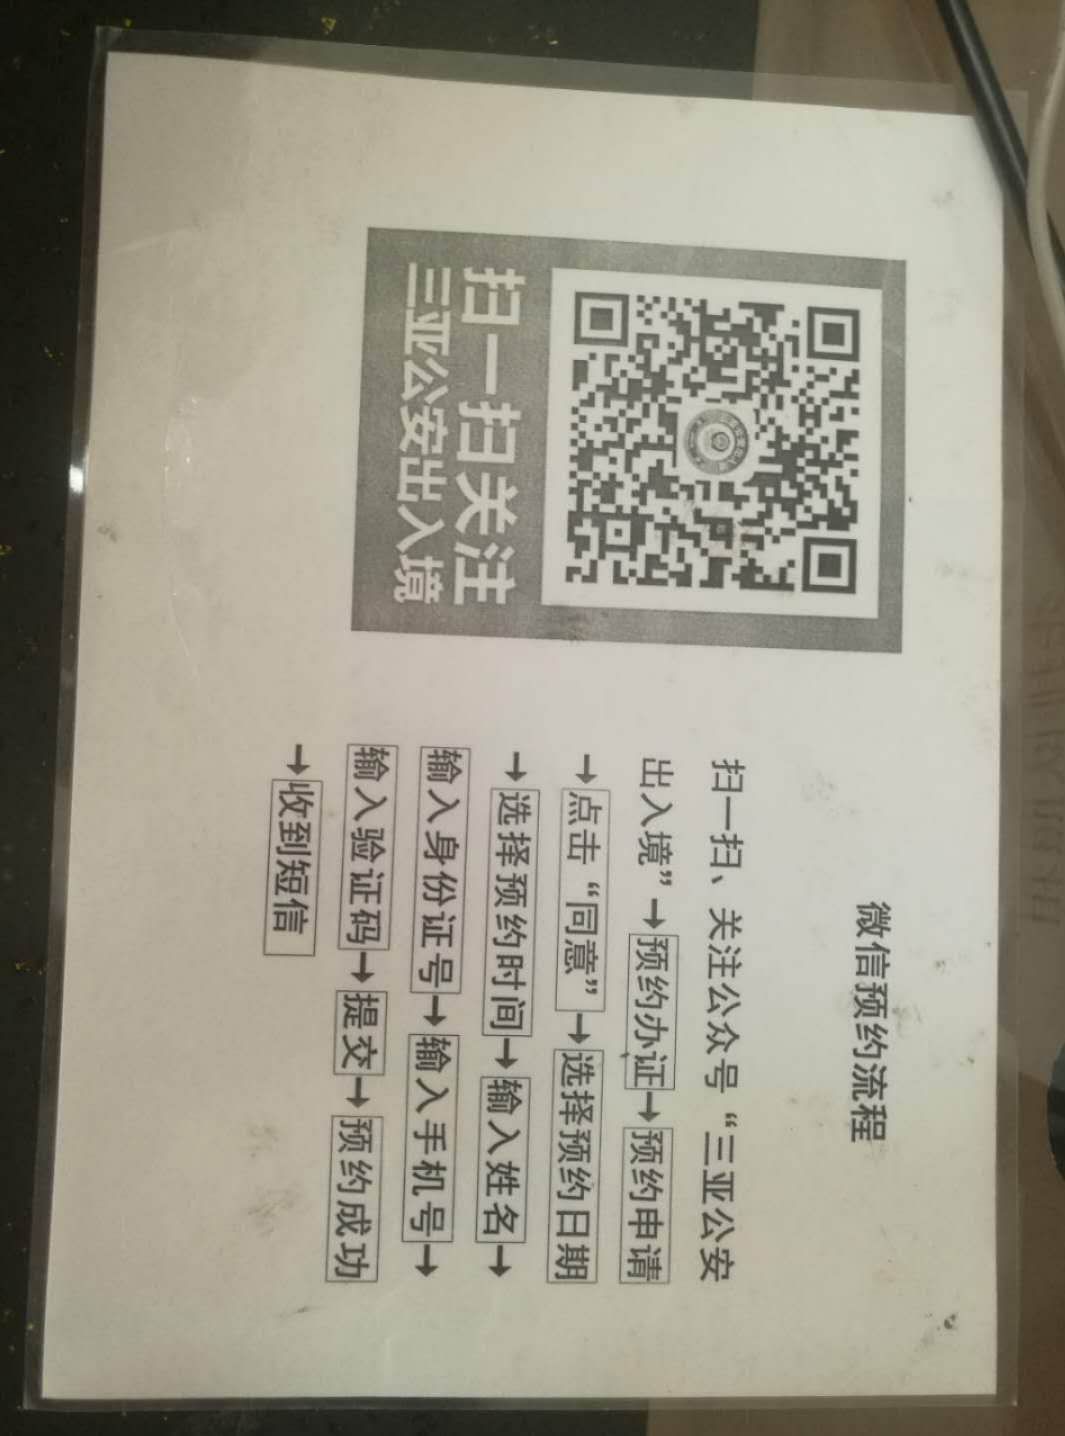 扫一扫关注
三亚公安出入境
微信预约流程
扫一扫、关注公众号“三亚公安
出入境”→预约办证→预约申请
→点击“同意”→选择预约日期
→选择预约时间→输入姓名→
输入身份证号→输入手机号→
输入验证码→提交→预约成功
→收到短信